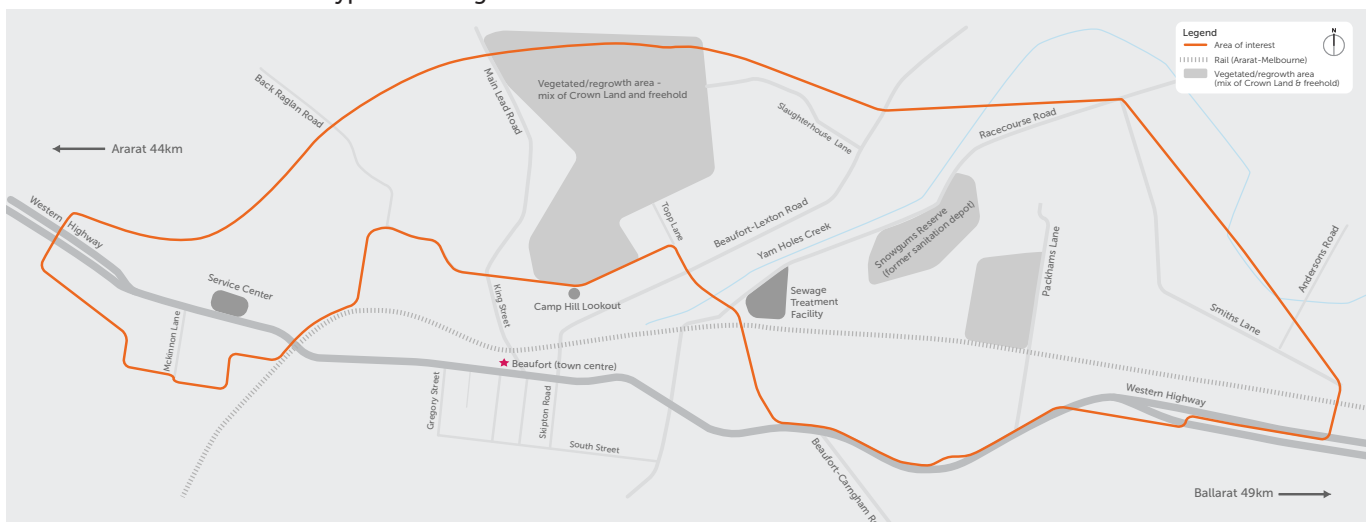 Legend
N
Area of interest
Rail (Ararat-Melbourne)
Vegetated/regrowth area
(mix of Crown Land & freehold)
Back Raglan Road
Main Lead Road
Vegetated/regrowth area -
mix of Crown Land and freehold
Slaughterhouse Lane
Racecourse Road
Ararat 44km
Western Highway
Topp Lane
Beaufort-Lexton Road
Yam Holes Creek
Snowgums Reserve
(former sanitation depot)
Packhams Lane
Andersons Road
Service Center
King Street
Camp Hill Lookout
Sewage
Treatment
Facility
Smiths Lane
Mckinnon Lane
Beaufort (town centre)
Gregory Street
Skipton Road
South Street
Western Highway
Beaufort-Carngham
Ballarat 49km